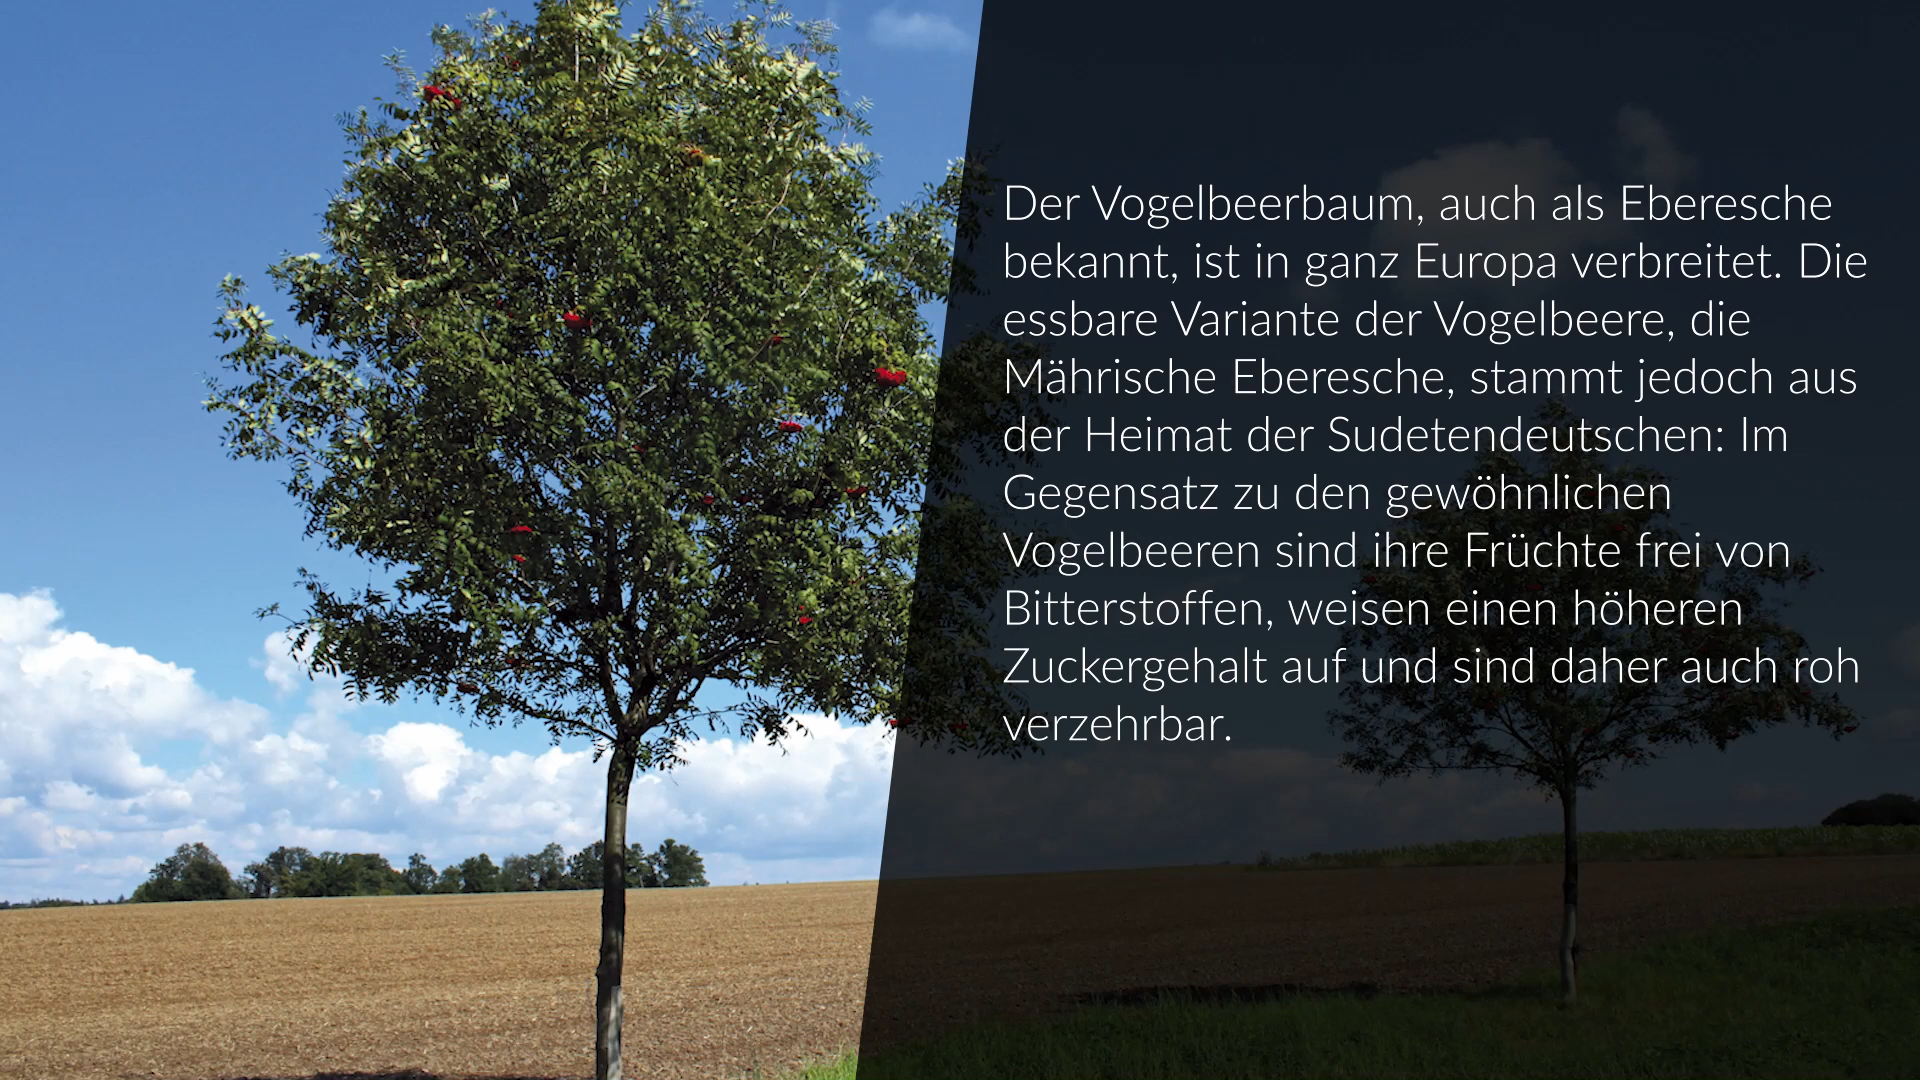 Der Vogelbeerbaum, auch als Eberesche
bekannt, ist in ganz Europa verbreitet. Die
essbare Variante der Vogelbeere, die
Mährische Eberesche, stammt jedoch aus
der Heimat der Sudetendeutschen: Im
Gegensatz zu den gewöhnlichen
Vogelbeeren sind ihre Früchte frei von
Bitterstoffen, weisen einen höheren
Zuckergehalt auf und sind daher auch roh
verzehrbar.